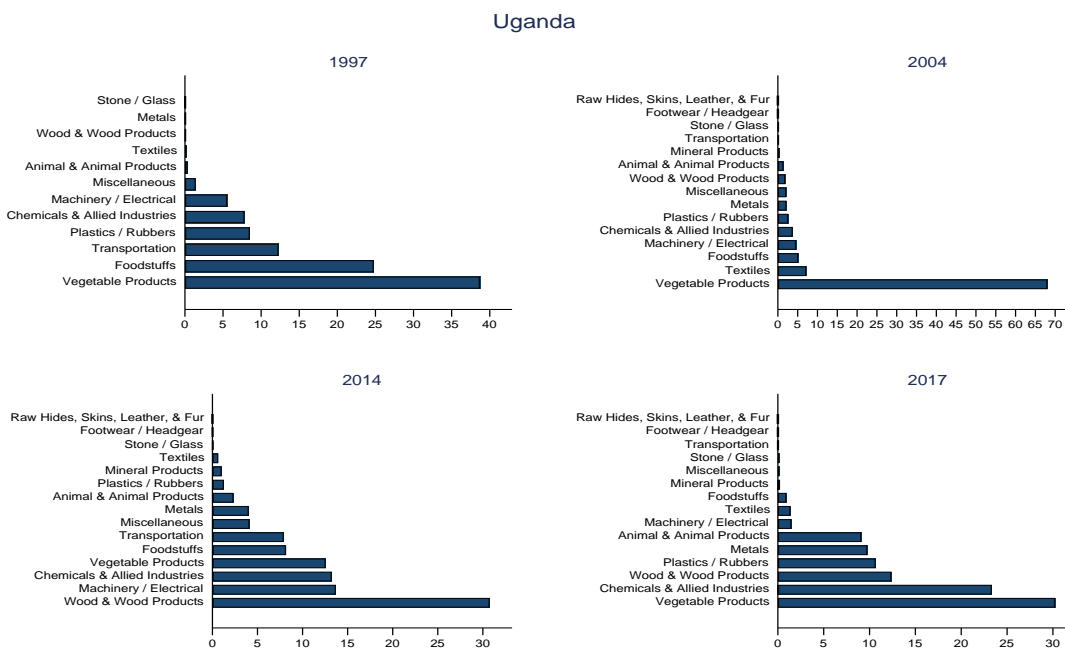 Uganda
1997
Stone / Glass
Metals
Wood & Wood Products
Textiles
Animal & Animal Products
Miscellaneous
Machinery / Electrical
Chemicals & Allied Industries
Plastics / Rubbers
Transportation
Foodstuffs
Vegetable Products
0 5 10 15 20 25 30 35 40
2004
Raw Hides, Skins, Leather, & Fur
Footwear / Headgear
Stone / Glass
Transportation
Mineral Products
Animal & Animal Products
Wood & Wood Products
Miscellaneous
Metals
Plastics / Rubbers
Chemicals & Allied Industries
Machinery / Electrical
Foodstuffs
Textiles
Vegetable Products
0 5 10 15 20 25 30 35 40 45 50 55 60 65 70
2014
Raw Hides, Skins, Leather, & Fur
Footwear / Headgear
Stone / Glass
Textiles
Mineral Products
Plastics / Rubbers
Animal & Animal Products
Metals
Miscellaneous
Transportation
Foodstuffs
Vegetable Products
Chemicals & Allied Industries
Machinery / Electrical
Wood & Wood Products
0 5 10 15 20 25 30
2017
Raw Hides, Skins, Leather, & Fur
Footwear / Headgear
Transportation
Stone / Glass
Miscellaneous
Mineral Products
Foodstuffs
Textiles
Machinery / Electrical
Animal & Animal Products
Metals
Plastics / Rubbers
Wood & Wood Products
Chemicals & Allied Industries
Vegetable Products
0 5 10 15 20 25 30